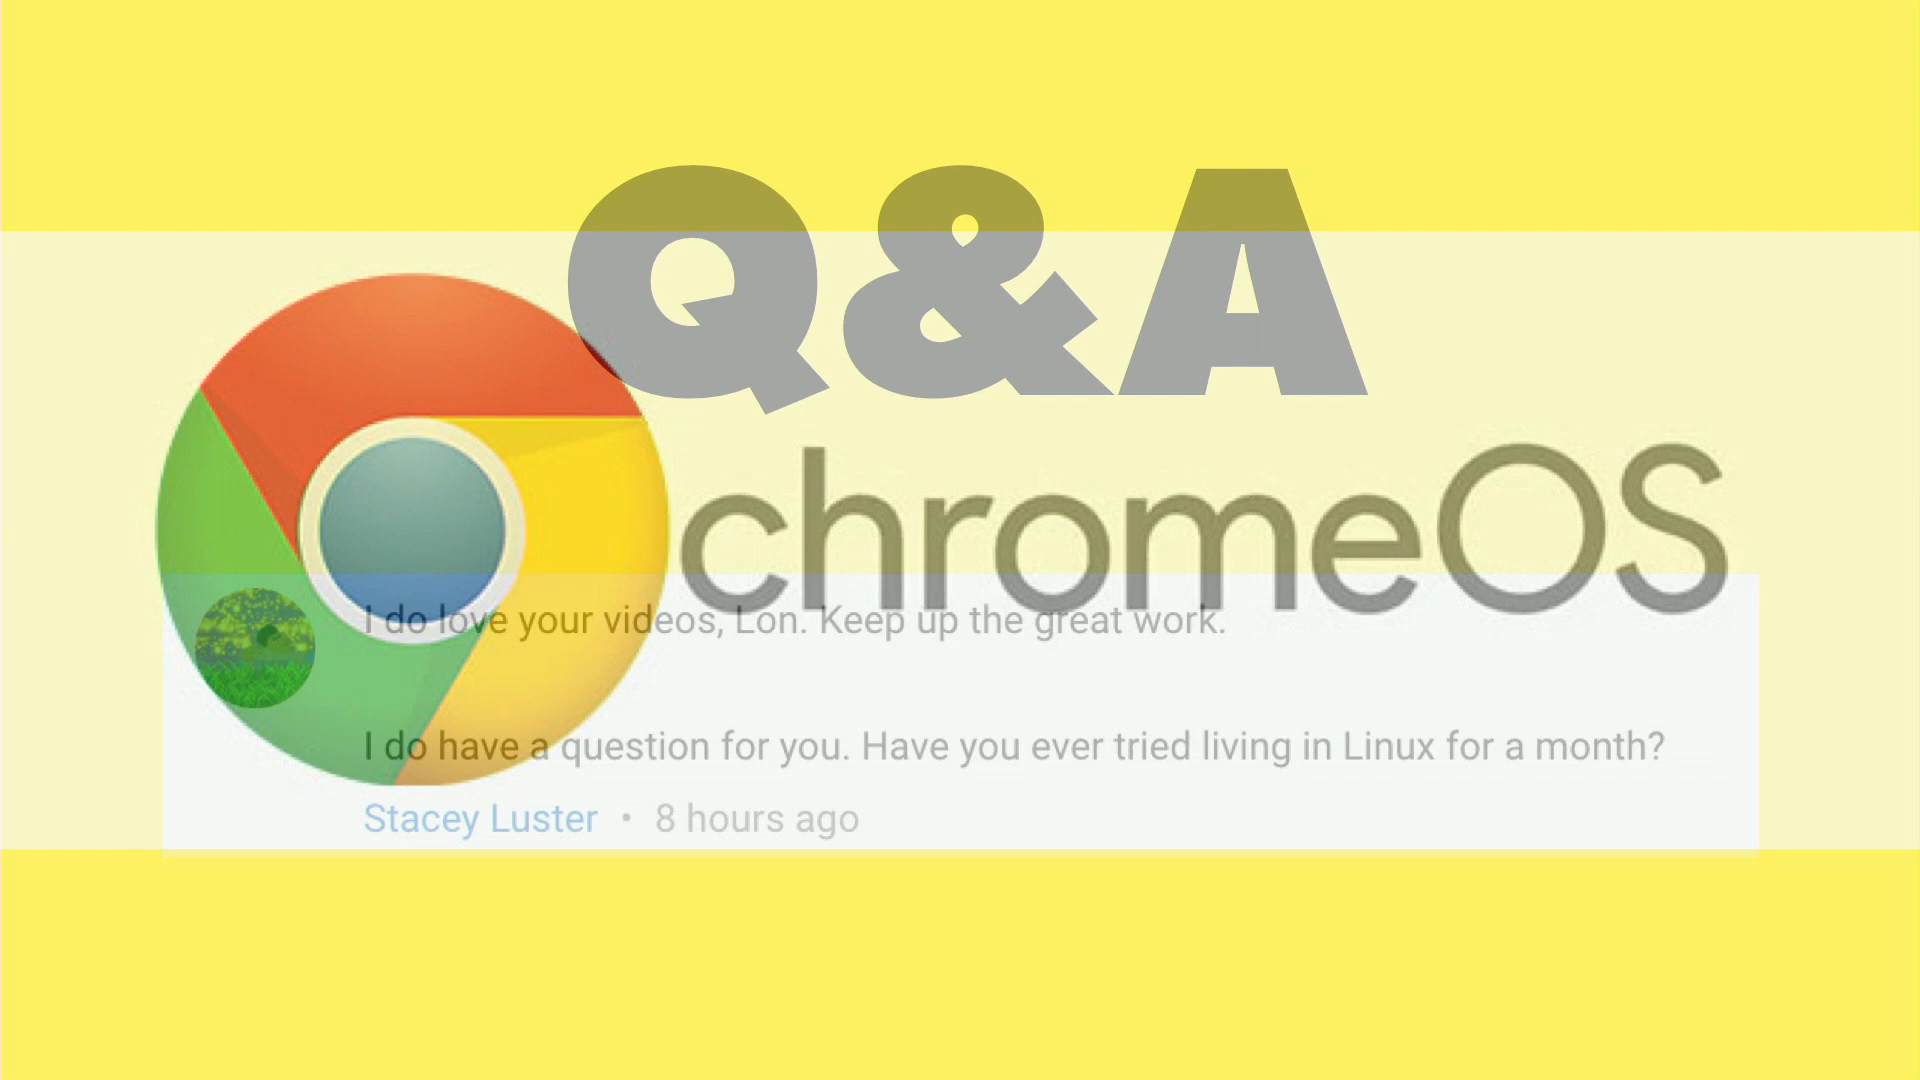 Q&A
chromeOS
I do love your videos, Lon. Keep up the great work.
I do have a question for you. Have you ever tried living in Linux for a month?
Stacey Luster • 8 hours ago